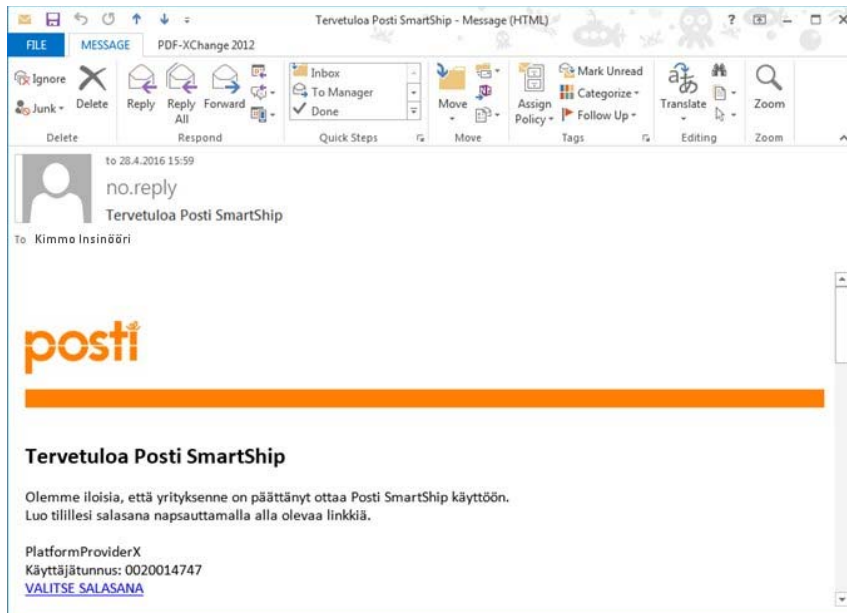 Tervetuloa Posti SmartShip - Message (HTML)
FILE MESSAGE PDF-XChange 2012
Ignore
Junk
Delete
Reply
Reply All
Forward
Inbox
To Manager
Done
Move
Assign Policy
Mark Unread
Categorize
Follow Up
Translate
Zoom
Delete Respond Quick Steps Move Tags Editing Zoom
to 28.4.2016 15:59
no.reply
Tervetuloa Posti SmartShip
To Kimmo Insinööri
posti
Tervetuloa Posti SmartShip
Olemme iloisia, että yrityksenne on päättänyt ottaa Posti SmartShip käyttöön.
Luo tilillesi salasana napsauttamalla alla olevaa linkkiä.
PlatformProviderX
Käyttäjätunnus: 0020014747
VALITSE SALASANA